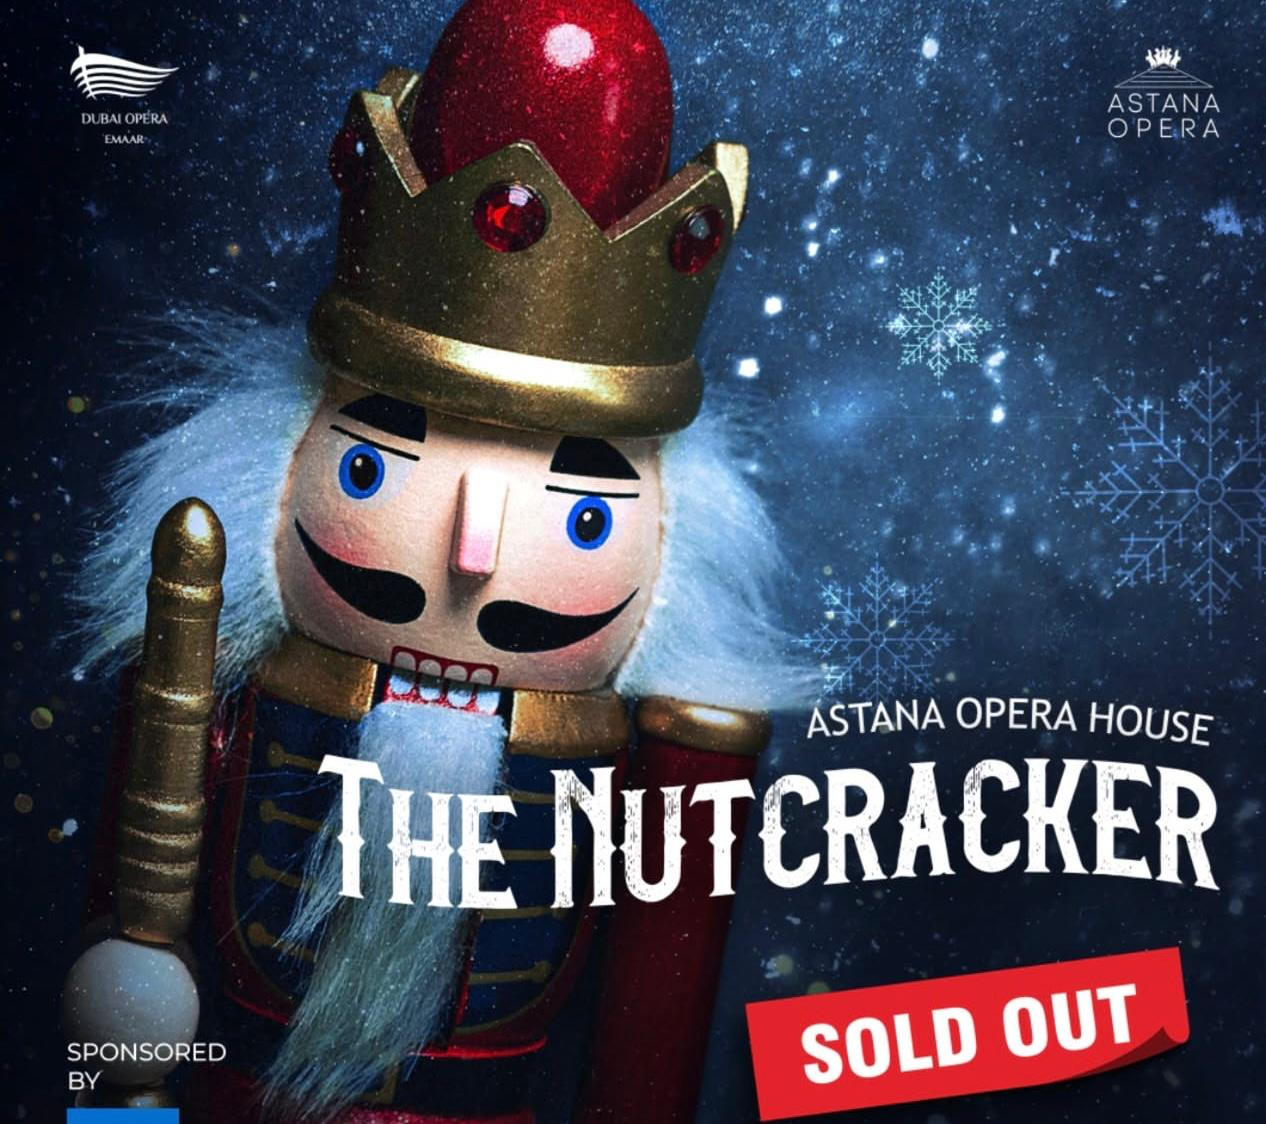 DUBAI OPERA
EMAAR
ASTANA
OPERA
ASTANA OPERA HOUSE
THE NUTCRACKER
SOLD OUT
SPONSORED
BY